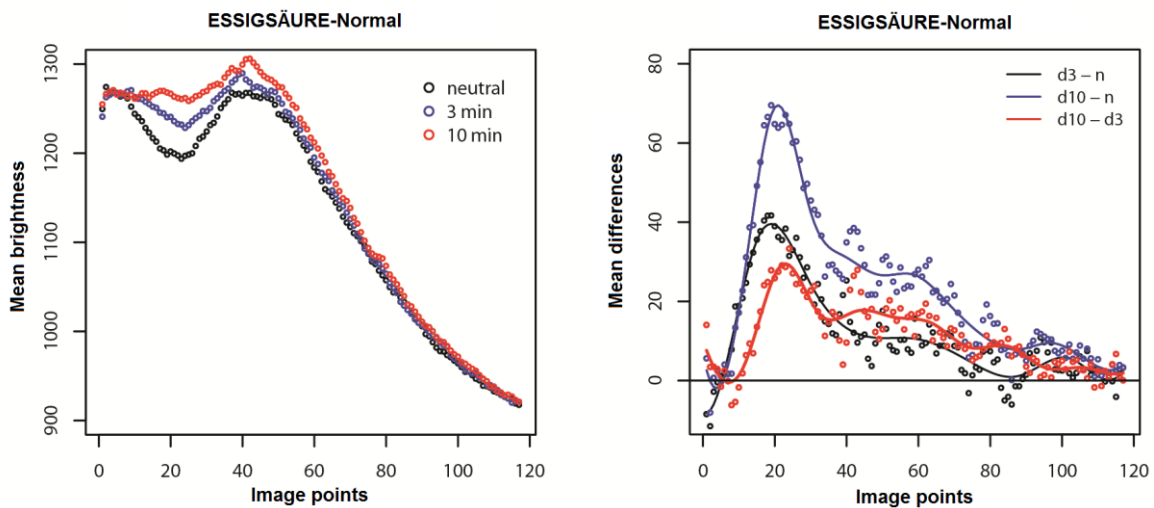 ESSIGSÄURE-Normal
Mean brightness
1300
1200
1100
1000
900
neutral
3 min
10 min
0 20 40 60 80 100 120
Image points
ESSIGSÄURE-Normal
Mean differences
80
60
40
20
0
d3 – n
d10 – n
d10 – d3
0 20 40 60 80 100 120
Image points